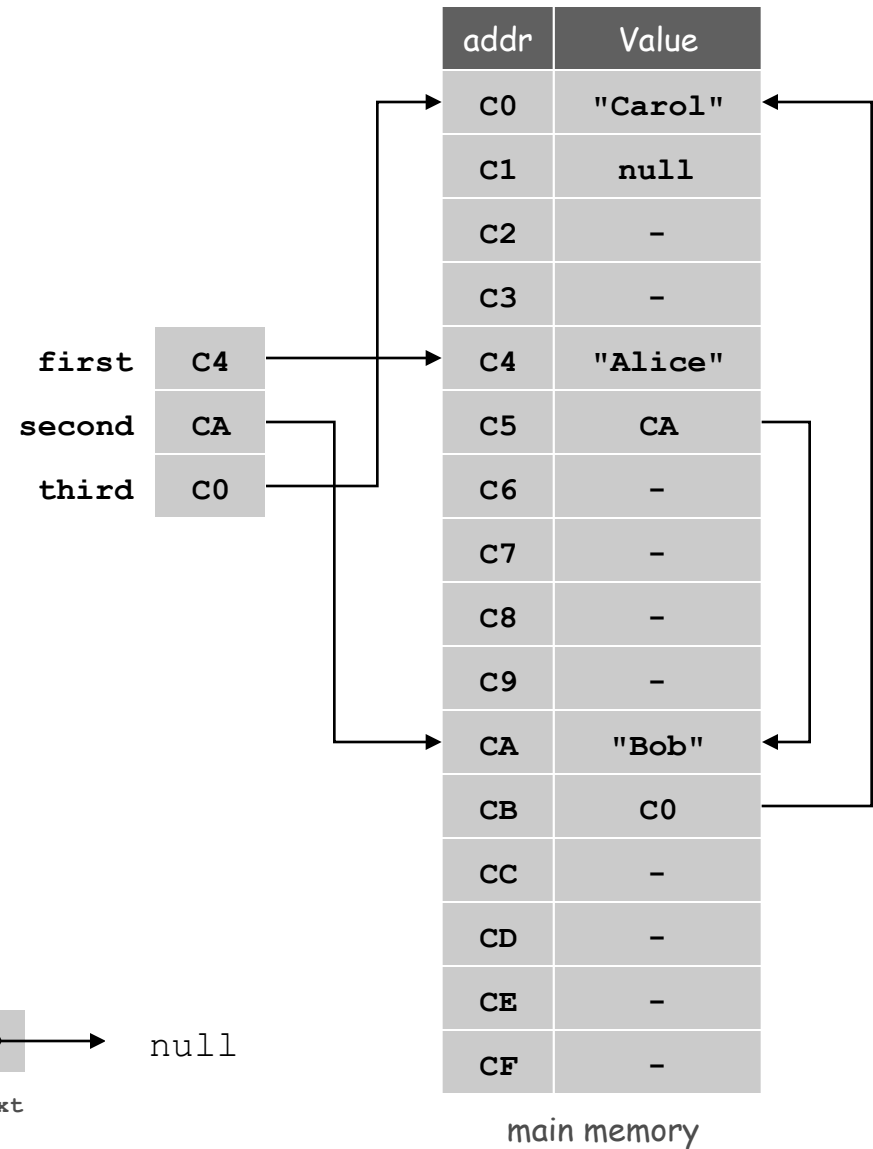 addr Value
C0 "Carol"
C1 null
C2 -
C3 -
first C4 C4 "Alice"
second CA C5 CA
third C0 C6 -
C7 -
C8 -
C9 -
CA "Bob"
CB C0
CC -
CD -
CE -
null
CF -
xt
main memory